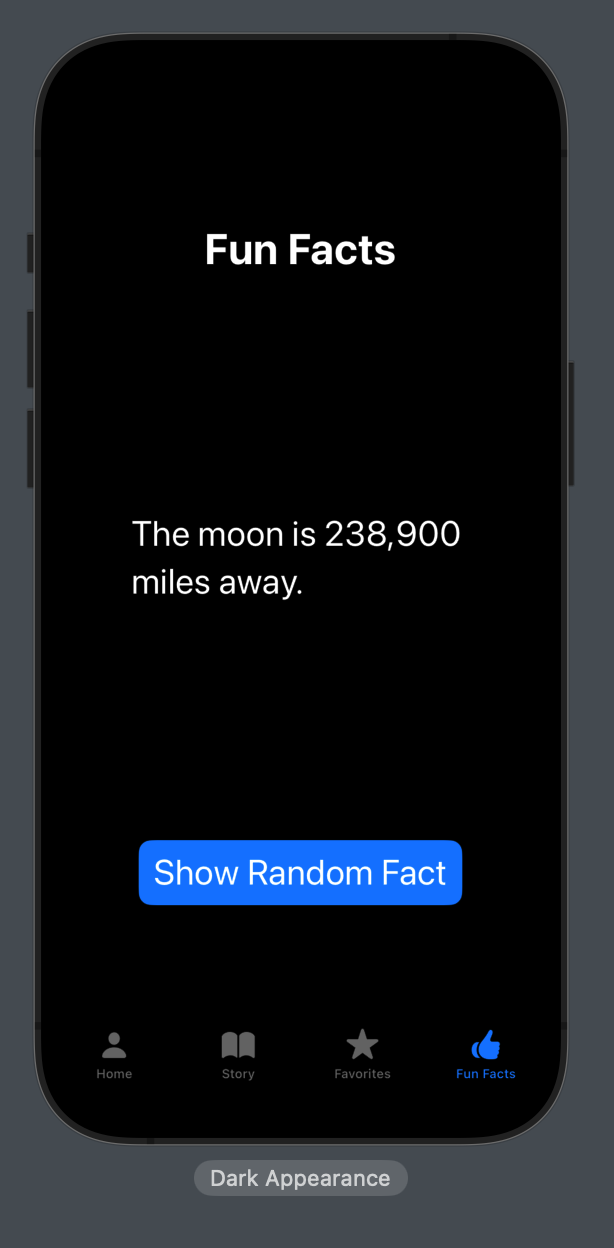 Fun Facts
The moon is 238,900
miles away.
Show Random Fact
Home
Story
Favorites
Fun Facts
Dark Appearance